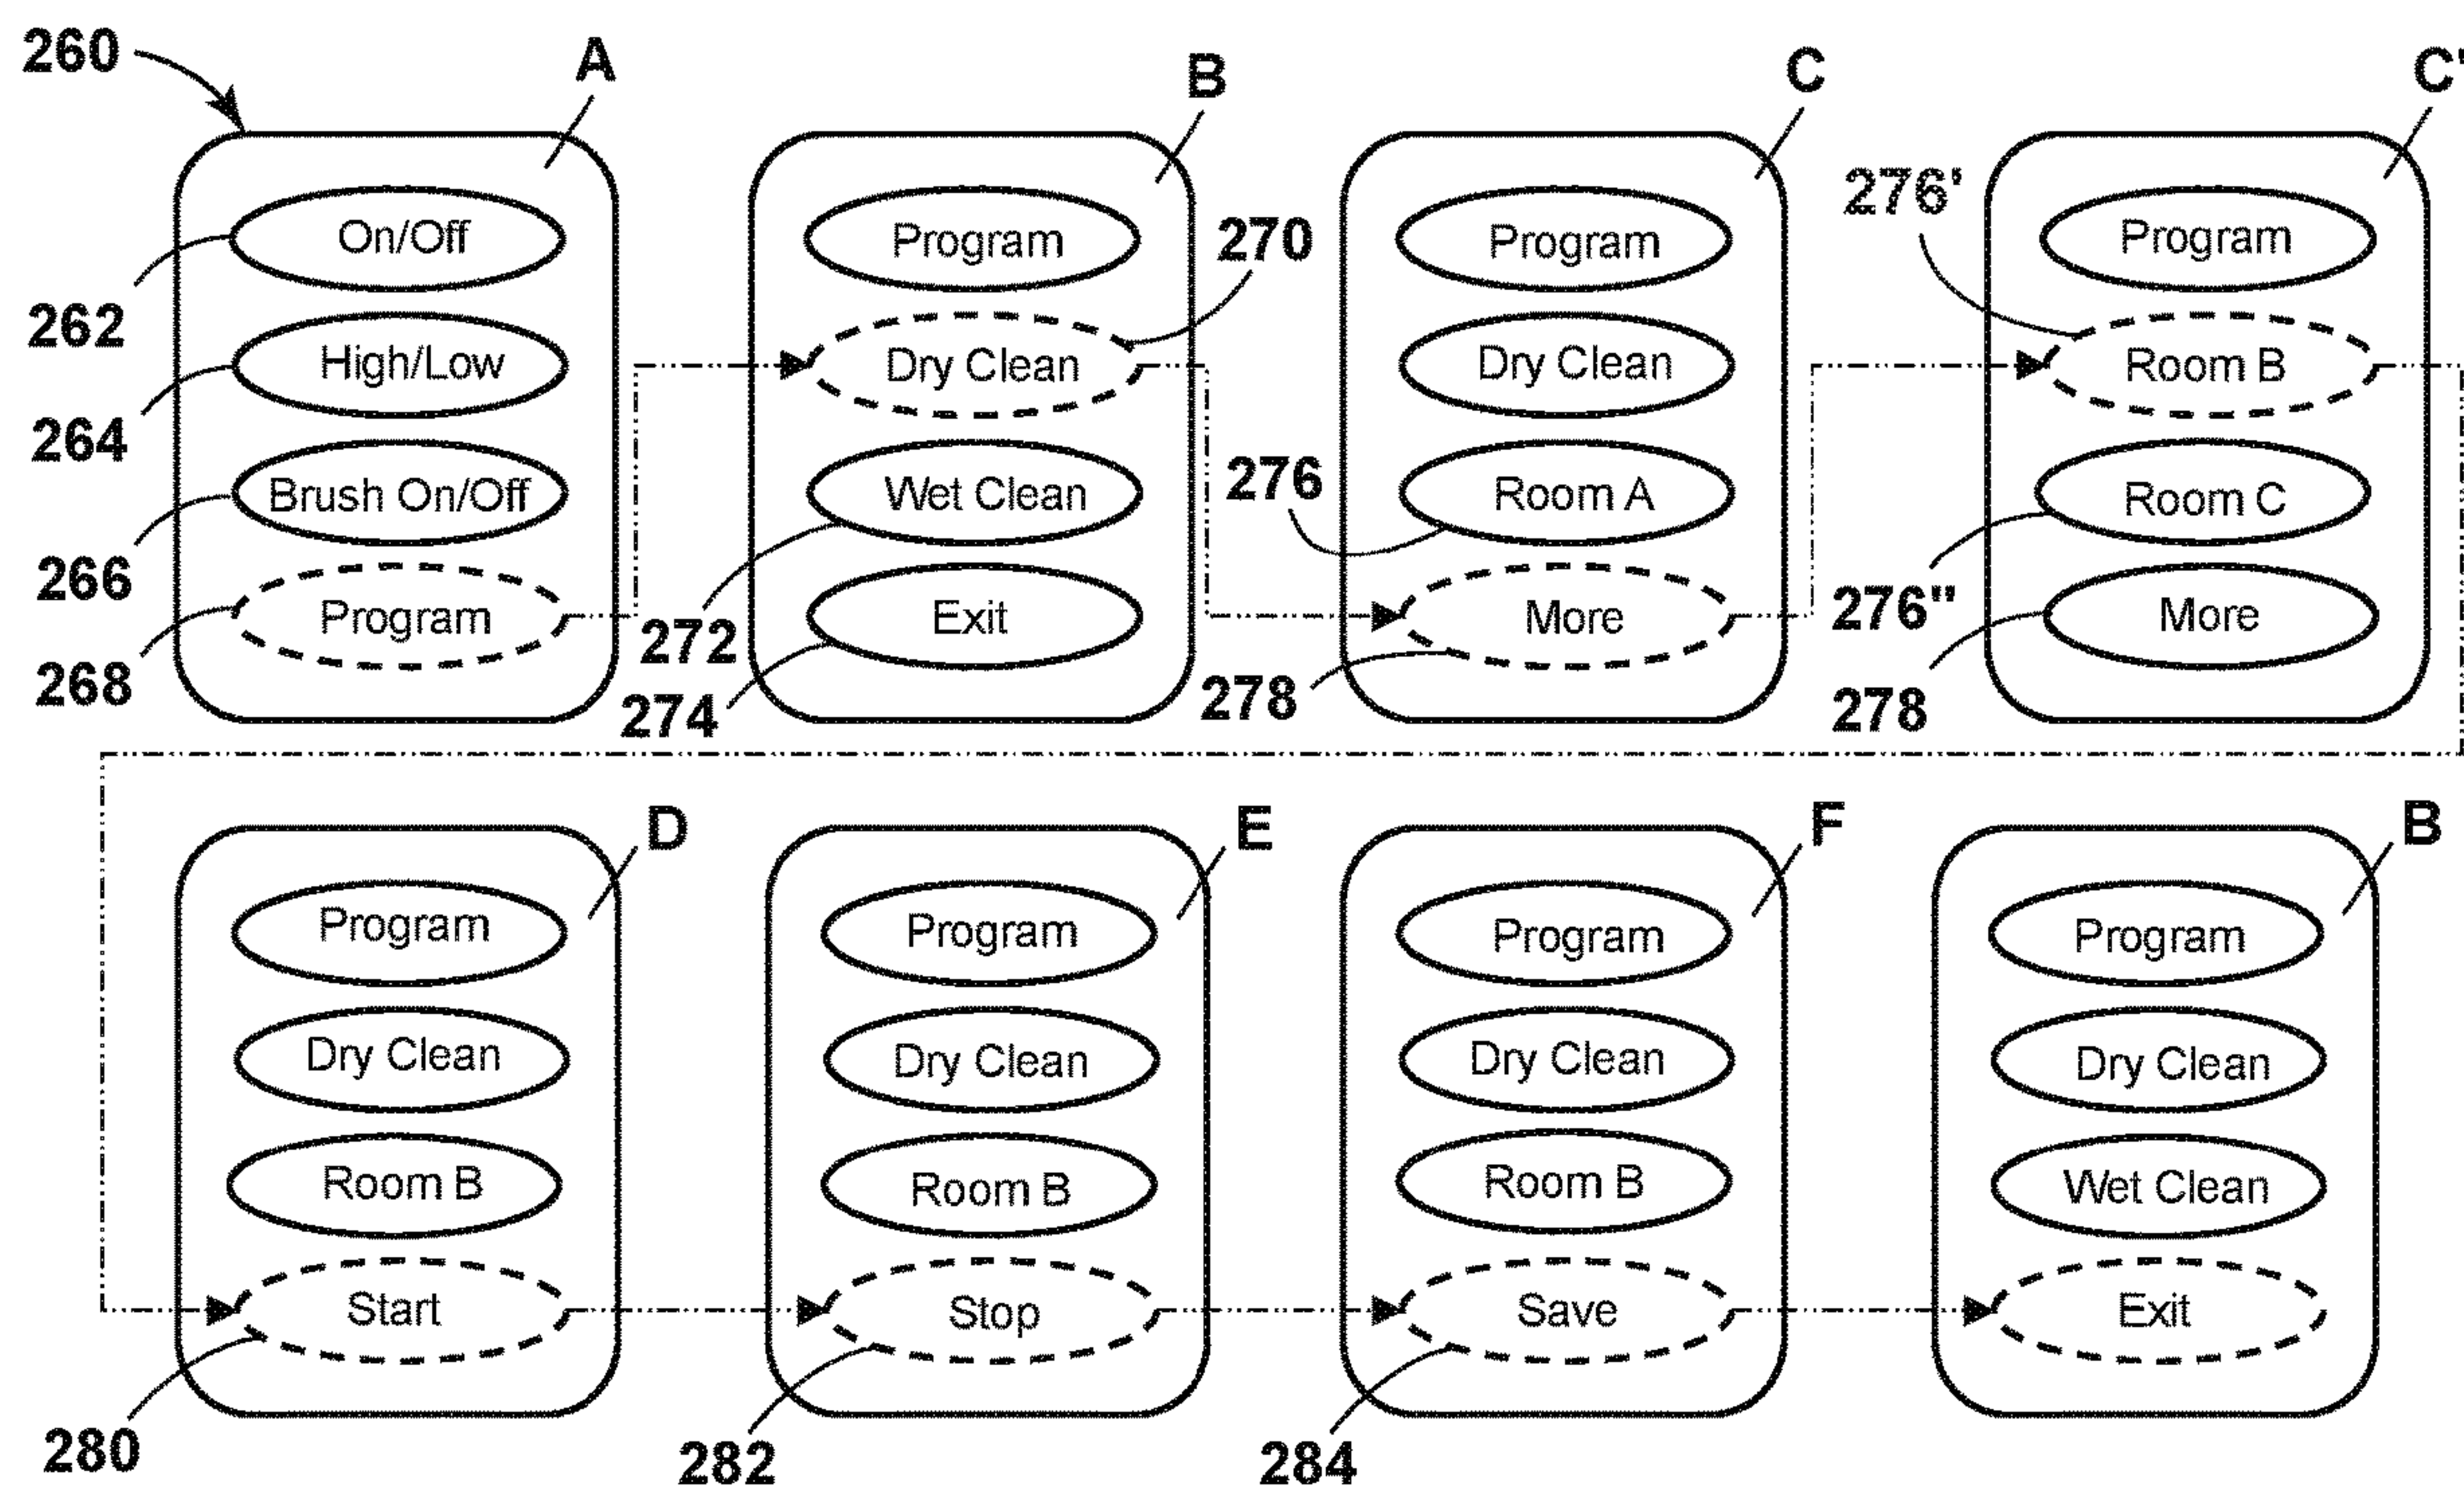 260
A
On/Off
262
High/Low
264
Brush On/Off
266
Program
268
B
Program
270
Dry Clean
Wet Clean
272
Exit
274
C
Program
Dry Clean
276
Room A
More
278
C'
276'
Program
Room B
Room C
276"
More
278
D
Program
Dry Clean
Room B
Start
280
E
Program
Dry Clean
Room B
Stop
282
F
Program
Dry Clean
Room B
Save
284
B
Program
Dry Clean
Wet Clean
Exit